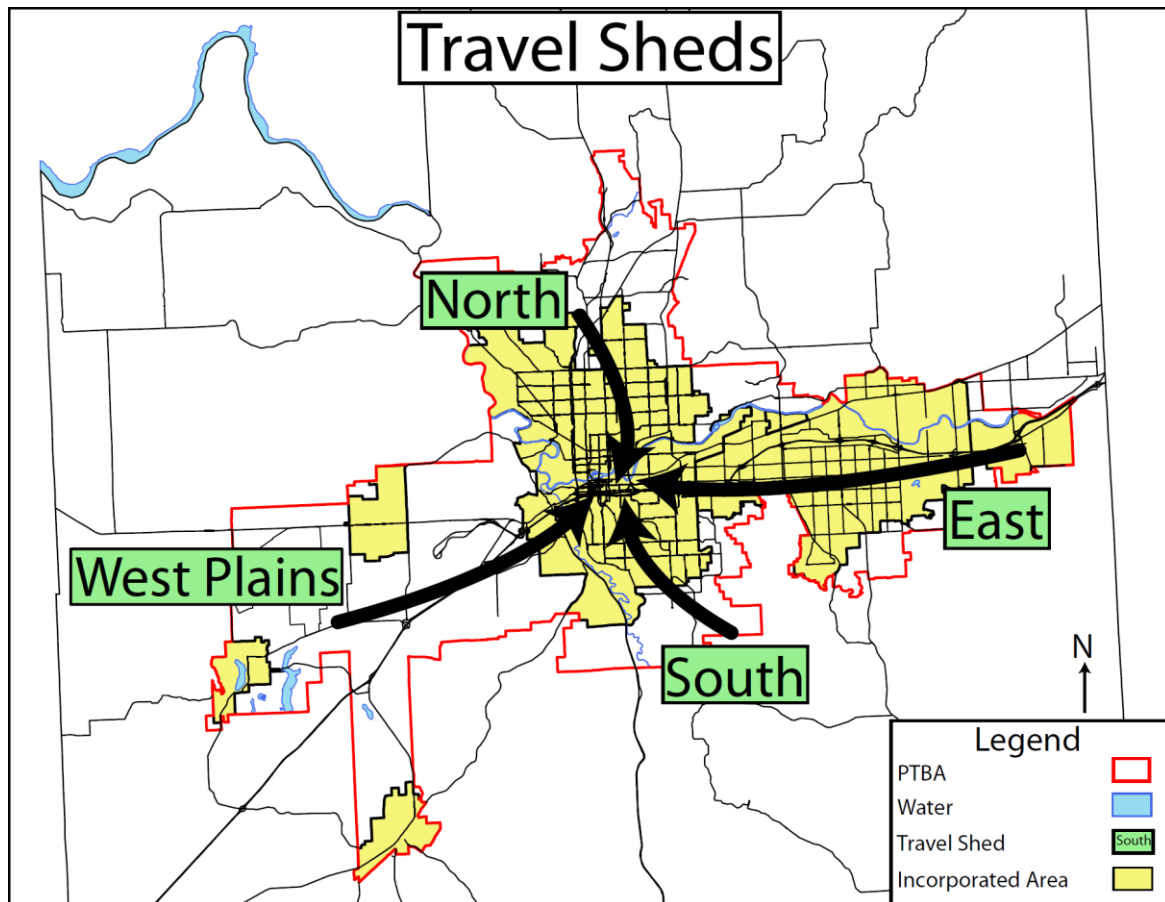 Travel Sheds
North
East
West Plains
South
N
Legend
PTBA
Water
Travel Shed
South
Incorporated Area